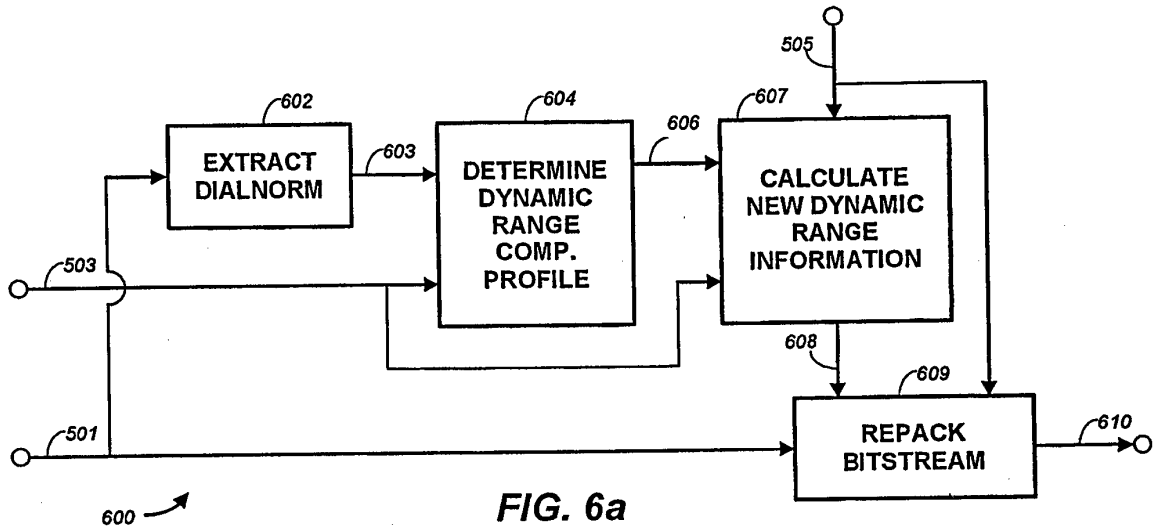 505
602
603
604
606
607
EXTRACT
DIALNORM
DETERMINE
DYNAMIC
RANGE
COMP.
PROFILE
CALCULATE
NEW DYNAMIC
RANGE
INFORMATION
503
608
609
501
REPACK
BITSTREAM
610
600
FIG. 6a